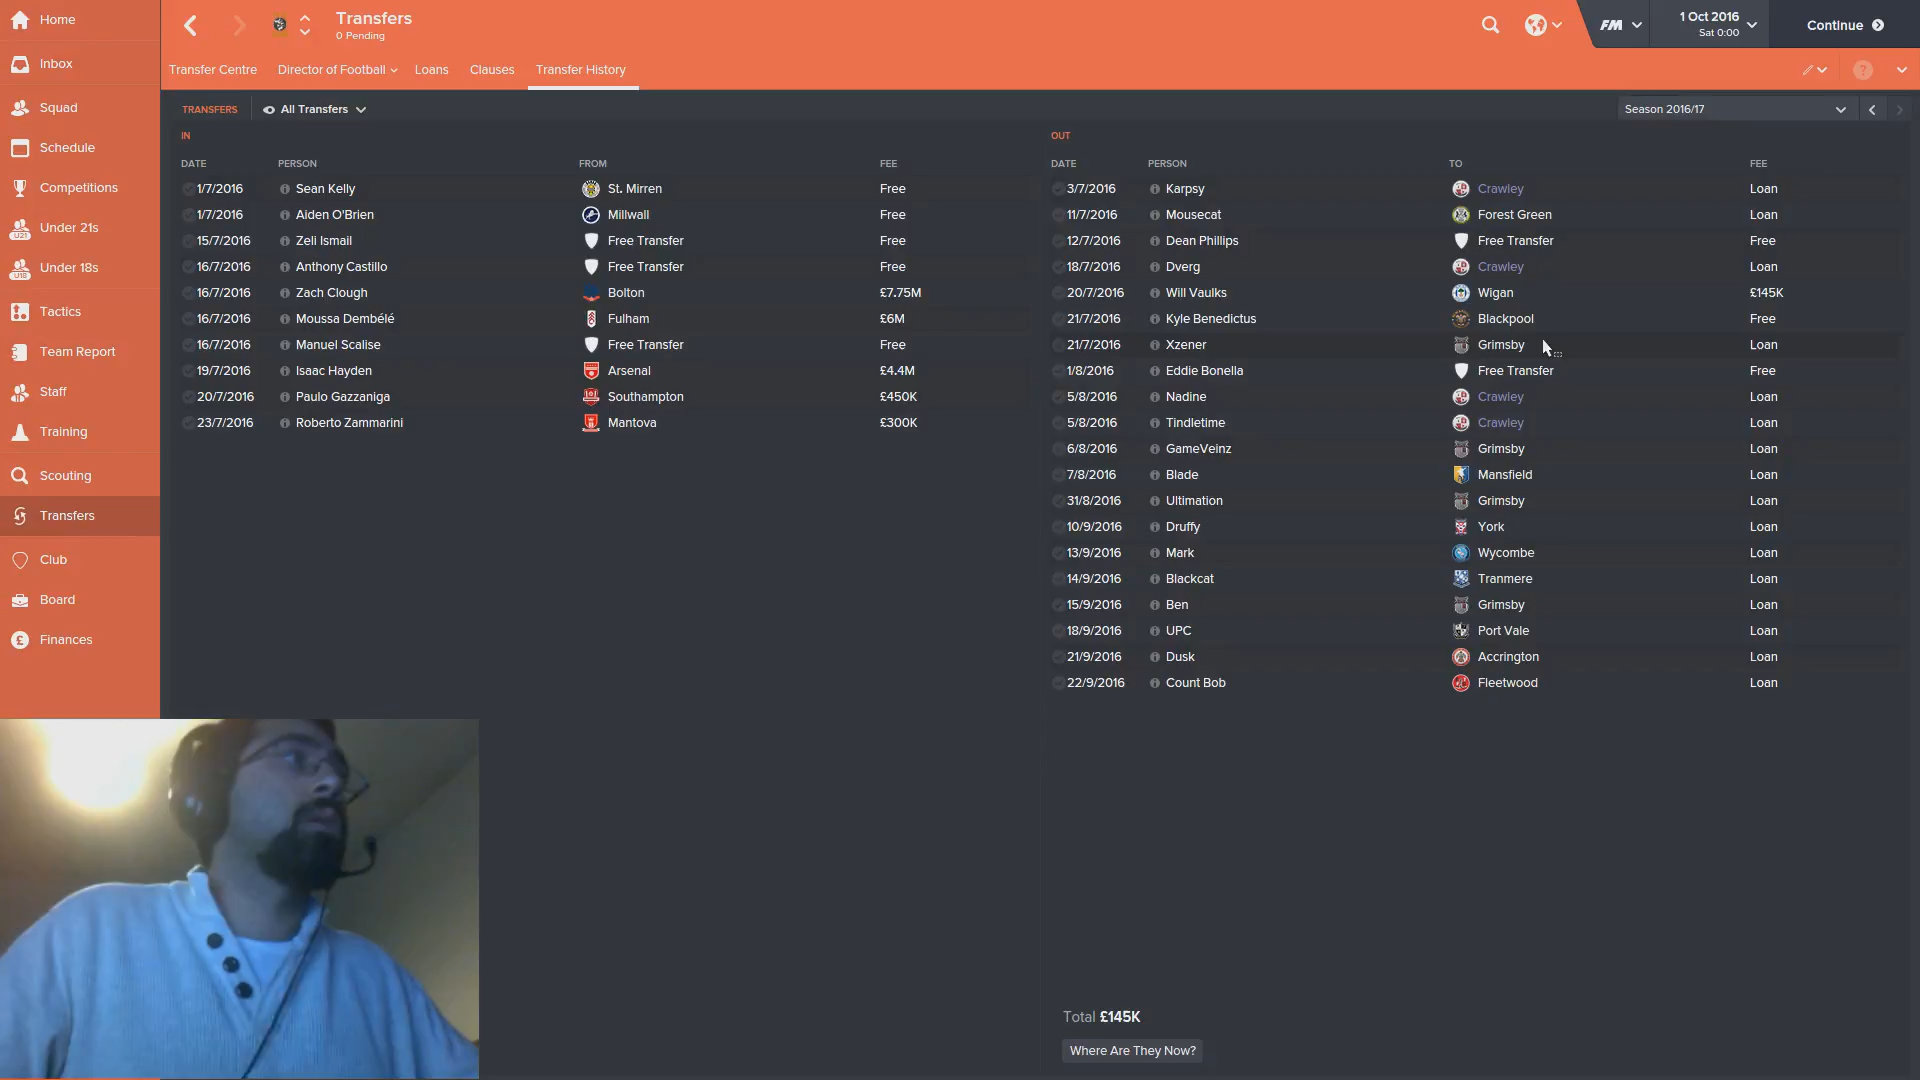 Home
Inbox
Squad
Schedule
Competitions
Under 21s
Under 18s
Tactics
Team Report
Staff
Training
Scouting
Transfers
Club
Board
Finances
Transfers
0 Pending
FM
1 Oct 2016
Sat 0:00
Continue
Transfer Centre Director of Football Loans Clauses Transfer History
TRANSFERS All Transfers Season 2016/17
IN
DATE PERSON FROM FEE
1/7/2016 Sean Kelly St. Mirren Free
1/7/2016 Aiden O'Brien Millwall Free
15/7/2016 Zeli Ismail Free Transfer Free
16/7/2016 Anthony Castillo Free Transfer Free
16/7/2016 Zach Clough Bolton £7.75M
16/7/2016 Moussa Dembélé Fulham £6M
16/7/2016 Manuel Scalise Free Transfer Free
19/7/2016 Isaac Hayden Arsenal £4.4M
20/7/2016 Paulo Gazzaniga Southampton £450K
23/7/2016 Roberto Zammarini Mantova £300K
OUT
DATE PERSON TO FEE
3/7/2016 Karpsy Crawley Loan
11/7/2016 Mousecat Forest Green Loan
12/7/2016 Dean Phillips Free Transfer Free
18/7/2016 Dverg Crawley Loan
20/7/2016 Will Vaulks Wigan £145K
21/7/2016 Kyle Benedictus Blackpool Free
21/7/2016 Xzener Grimsby Loan
1/8/2016 Eddie Bonella Free Transfer Free
5/8/2016 Nadine Crawley Loan
5/8/2016 Tindletime Crawley Loan
6/8/2016 GameVeinz Grimsby Loan
7/8/2016 Blade Mansfield Loan
31/8/2016 Ultimation Grimsby Loan
10/9/2016 Druffy York Loan
13/9/2016 Mark Wycombe Loan
14/9/2016 Blackcat Tranmere Loan
15/9/2016 Ben Grimsby Loan
18/9/2016 UPC Port Vale Loan
21/9/2016 Dusk Accrington Loan
22/9/2016 Count Bob Fleetwood Loan
Total £145K
Where Are They Now?